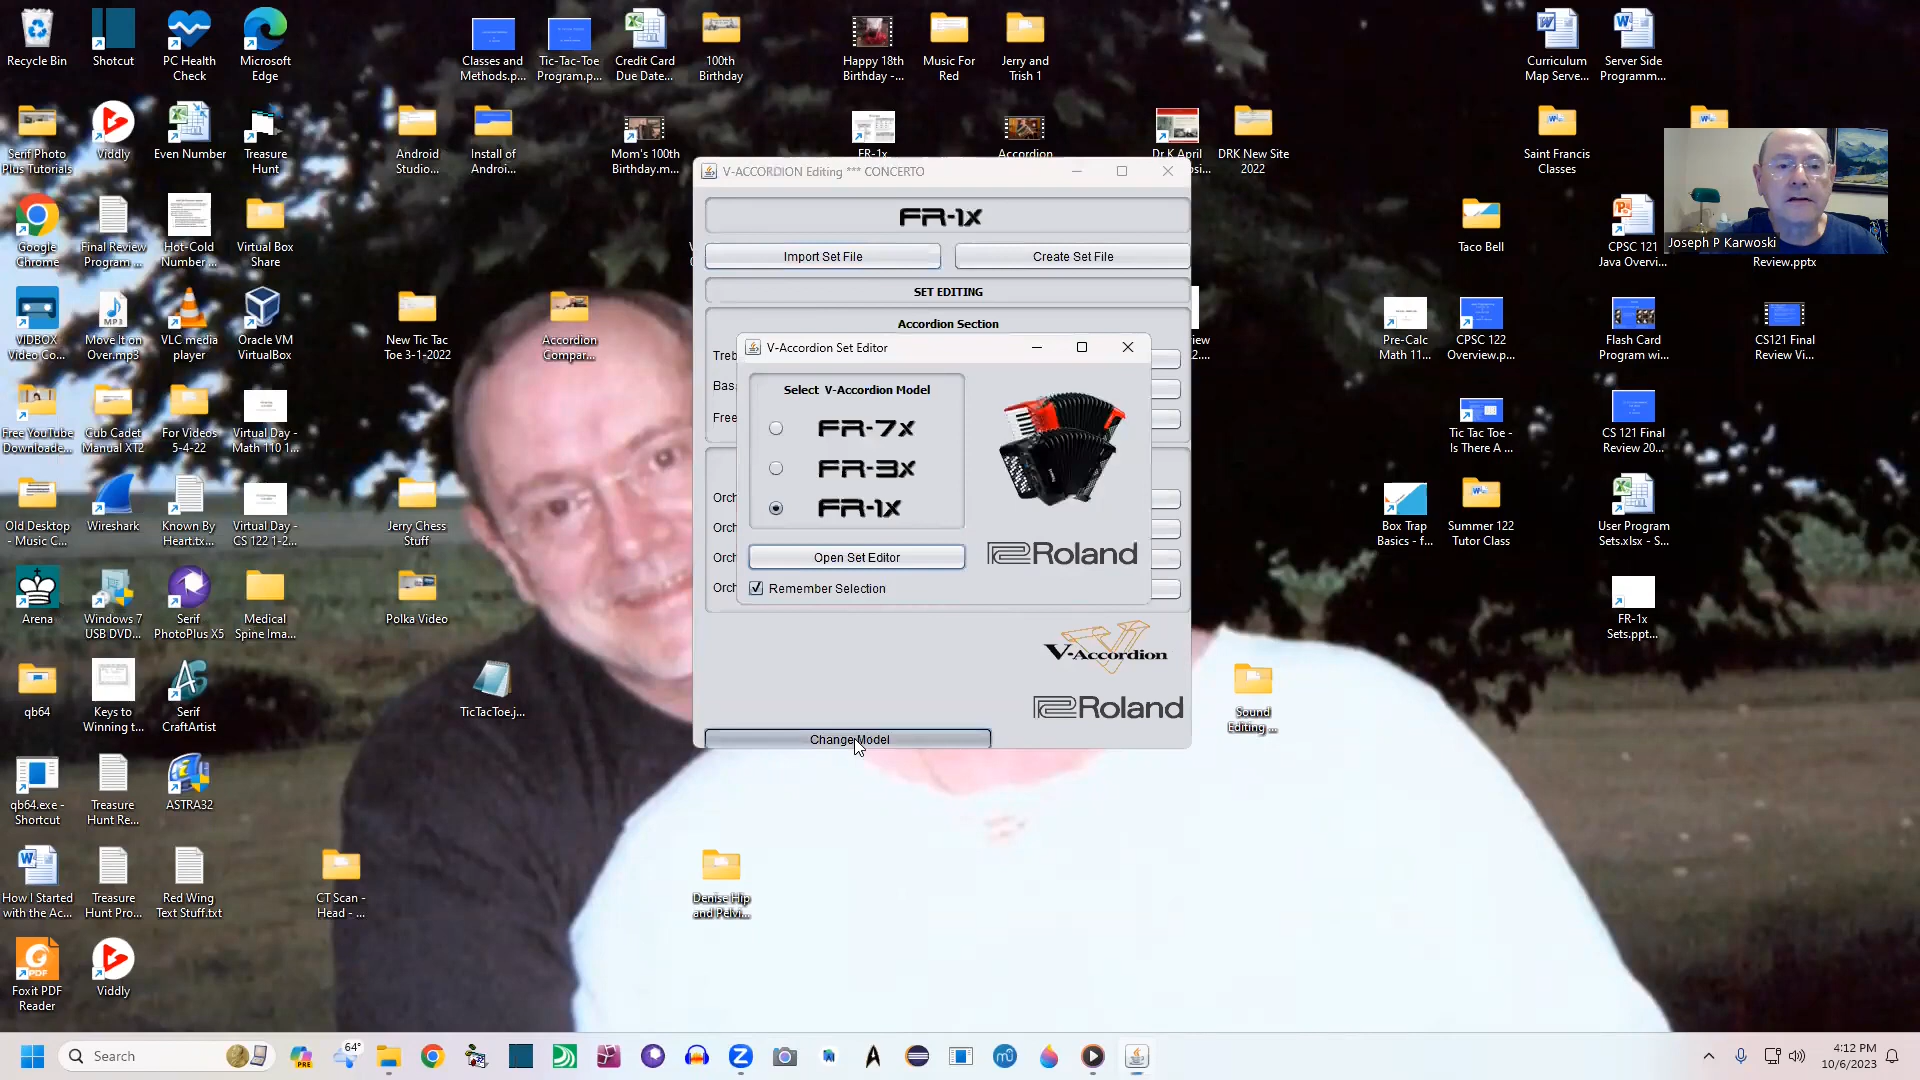 Recycle Bin
Shotcut
PC Health
Check
Microsoft
Edge
Classes and
Methods.p...
Tic-Tac-Toe
Program.p...
Credit Card
Due Date...
100th
Birthday
Happy 18th
Birthday -...
Music For
Red
Jerry and
Trish 1
Curriculum
Map Serve...
Server Side
Programm...
Serif Photo
Plus Tutorials
Viddly
Even Number
Treasure
Hunt
Android
Studio...
Install of
Androi...
Mom's 100th
Birthday.m...
FR-1x
Accordion
Dr K April
DRK New Site
2022
Saint Francis
Classes
Joseph P Karwoski
Google
Chrome
Final Review
Program ...
Hot-Cold
Number ...
Virtual Box
Share
Taco Bell
CPSC 121
Java Overvi...
Review.pptx
V-ACCORDION Editing *** CONCERTO
FR-1x
Import Set File
Create Set File
SET EDITING
Accordion Section
Treb
Bas
Free
Orch
Orch
Orch
Orch
V-Accordion Set Editor
Select V-Accordion Model
FR-7x
FR-3x
FR-1x
Open Set Editor
Remember Selection
Roland
V-Accordion
Roland
Change Model
VIDBOX
Video Co...
Move It on
Over.mp3
VLC media
player
Oracle VM
VirtualBox
New Tic Tac
Toe 3-1-2022
Accordion
Compar...
Pre-Calc
Math 11...
CPSC 122
Overview.p...
Flash Card
Program wi...
CS121 Final
Review Vi...
Free YouTube
Downloade...
Cub Cadet
Manual XT2
For Videos
5-4-22
Virtual Day -
Math 110 1...
Tic Tac Toe -
Is There A ...
CS 121 Final
Review 20...
Old Desktop
- Music C...
Wireshark
Known By
Heart.tx...
Virtual Day -
CS 122 1-2...
Jerry Chess
Stuff
Box Trap
Basics - f...
Summer 122
Tutor Class
User Program
Sets.xlsx - S...
Arena
Windows 7
USB DVD...
Serif
PhotoPlus X5
Medical
Spine Ima...
Polka Video
FR-1x
Sets.ppt...
qb64
Keys to
Winning t...
Serif
CraftArtist
TicTacToe.j...
Sound
Editing ...
qb64.exe -
Shortcut
Treasure
Hunt Re...
ASTRA32
How I Started
with the Ac...
Treasure
Hunt Pro...
Red Wing
Text Stuff.txt
CT Scan -
Head - ...
Denise Hip
and Pelvi...
Foxit PDF
Reader
Viddly
Search
PRE
64°
4:12 PM
10/6/2023